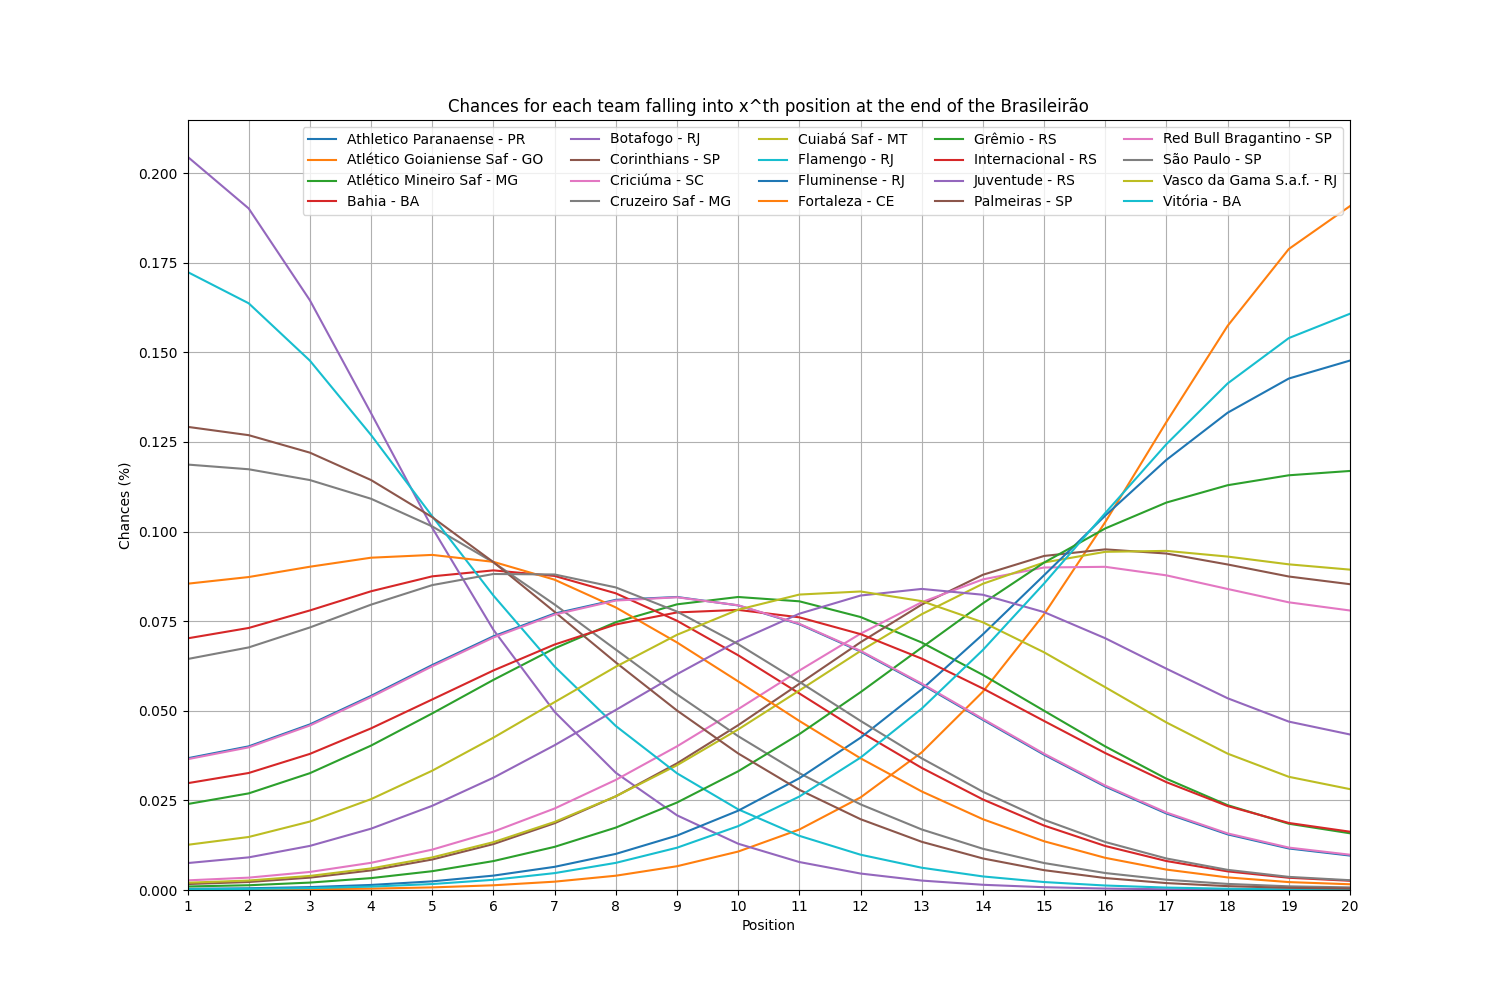 Chances for each team falling into x^th position at the end of the Brasileirão
Athletico Paranaense - PR
Atlético Goianiense Saf - GO
Atlético Mineiro Saf - MG
Bahia - BA
Botafogo - RJ
Corinthians - SP
Criciúma - SC
Cruzeiro Saf - MG
Cuiabá Saf - MT
Flamengo - RJ
Fluminense - RJ
Fortaleza - CE
Grêmio - RS
Internacional - RS
Juventude - RS
Palmeiras - SP
Red Bull Bragantino - SP
São Paulo - SP
Vasco da Gama S.a.f. - RJ
Vitória - BA
Chances (%)
0.200
0.175
0.150
0.125
0.100
0.075
0.050
0.025
0.000
1 2 3 4 5 6 7 8 9 10 11 12 13 14 15 16 17 18 19 20
Position